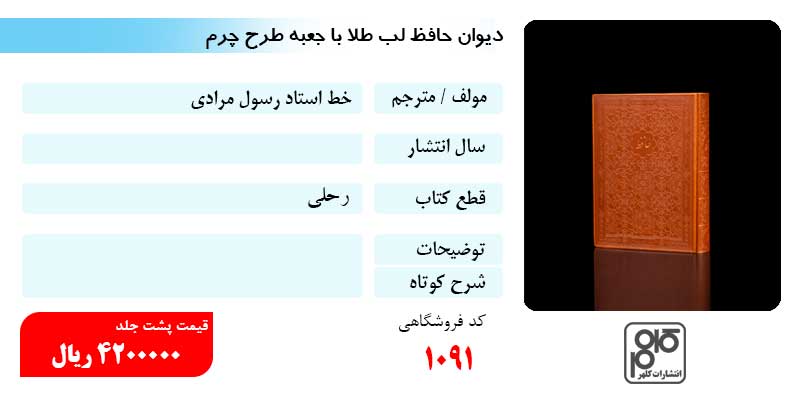 دیوان حافظ لب طلا با جعبه طرح چرم
مولف / مترجم
خط استاد رسول مرادی
سال انتشار
قطع کتاب
رحلی
توضیحات
شرح کوتاه
کد فروشگاهی
۱۰۹۱
قیمت پشت جلد
۴۲۰۰۰۰۰ ریال
حافظ
انتشارات کلهر